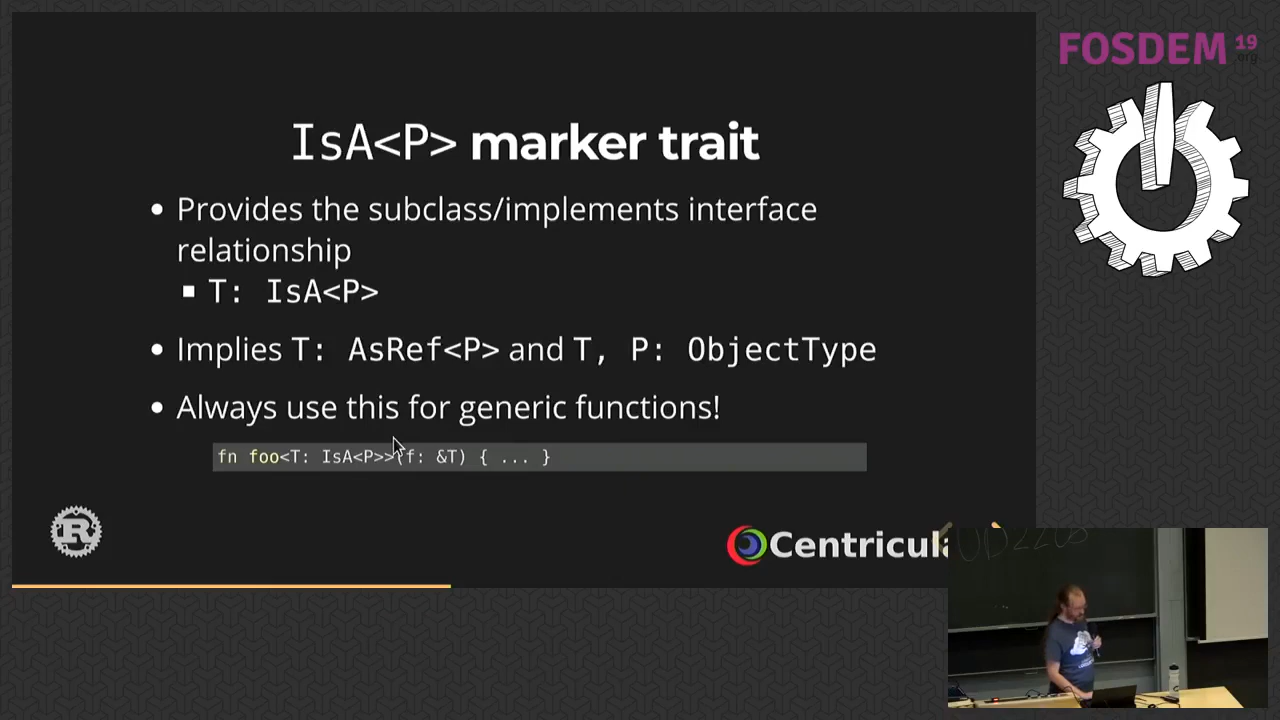 FOSDEM 19
.org
IsA<P> marker trait
Provides the subclass/implements interface
relationship
T: IsA<P>
Implies T: AsRef<P> and T, P: ObjectType
Always use this for generic functions!
fn foo<T: IsA<P>>(f: &T) { ... }
R
Centricula
UD2208